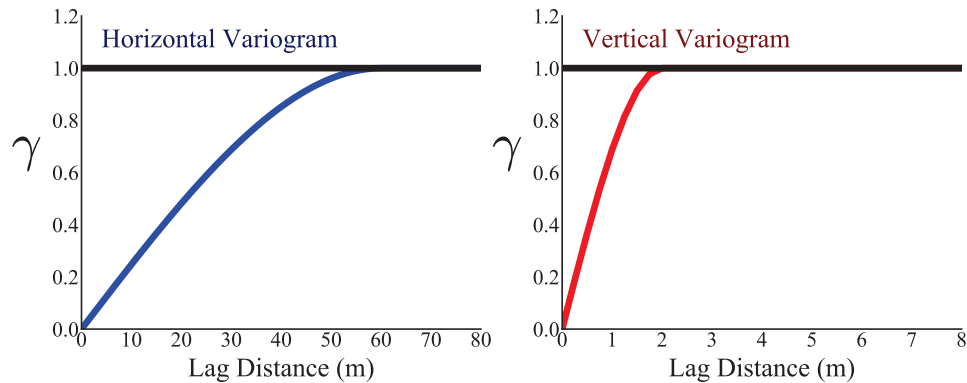 Horizontal Variogram
γ
1.2
1.0
0.8
0.6
0.4
0.2
0.0
0 10 20 30 40 50 60 70 80
Lag Distance (m)
Vertical Variogram
γ
1.2
1.0
0.8
0.6
0.4
0.2
0.0
0 1 2 3 4 5 6 7 8
Lag Distance (m)